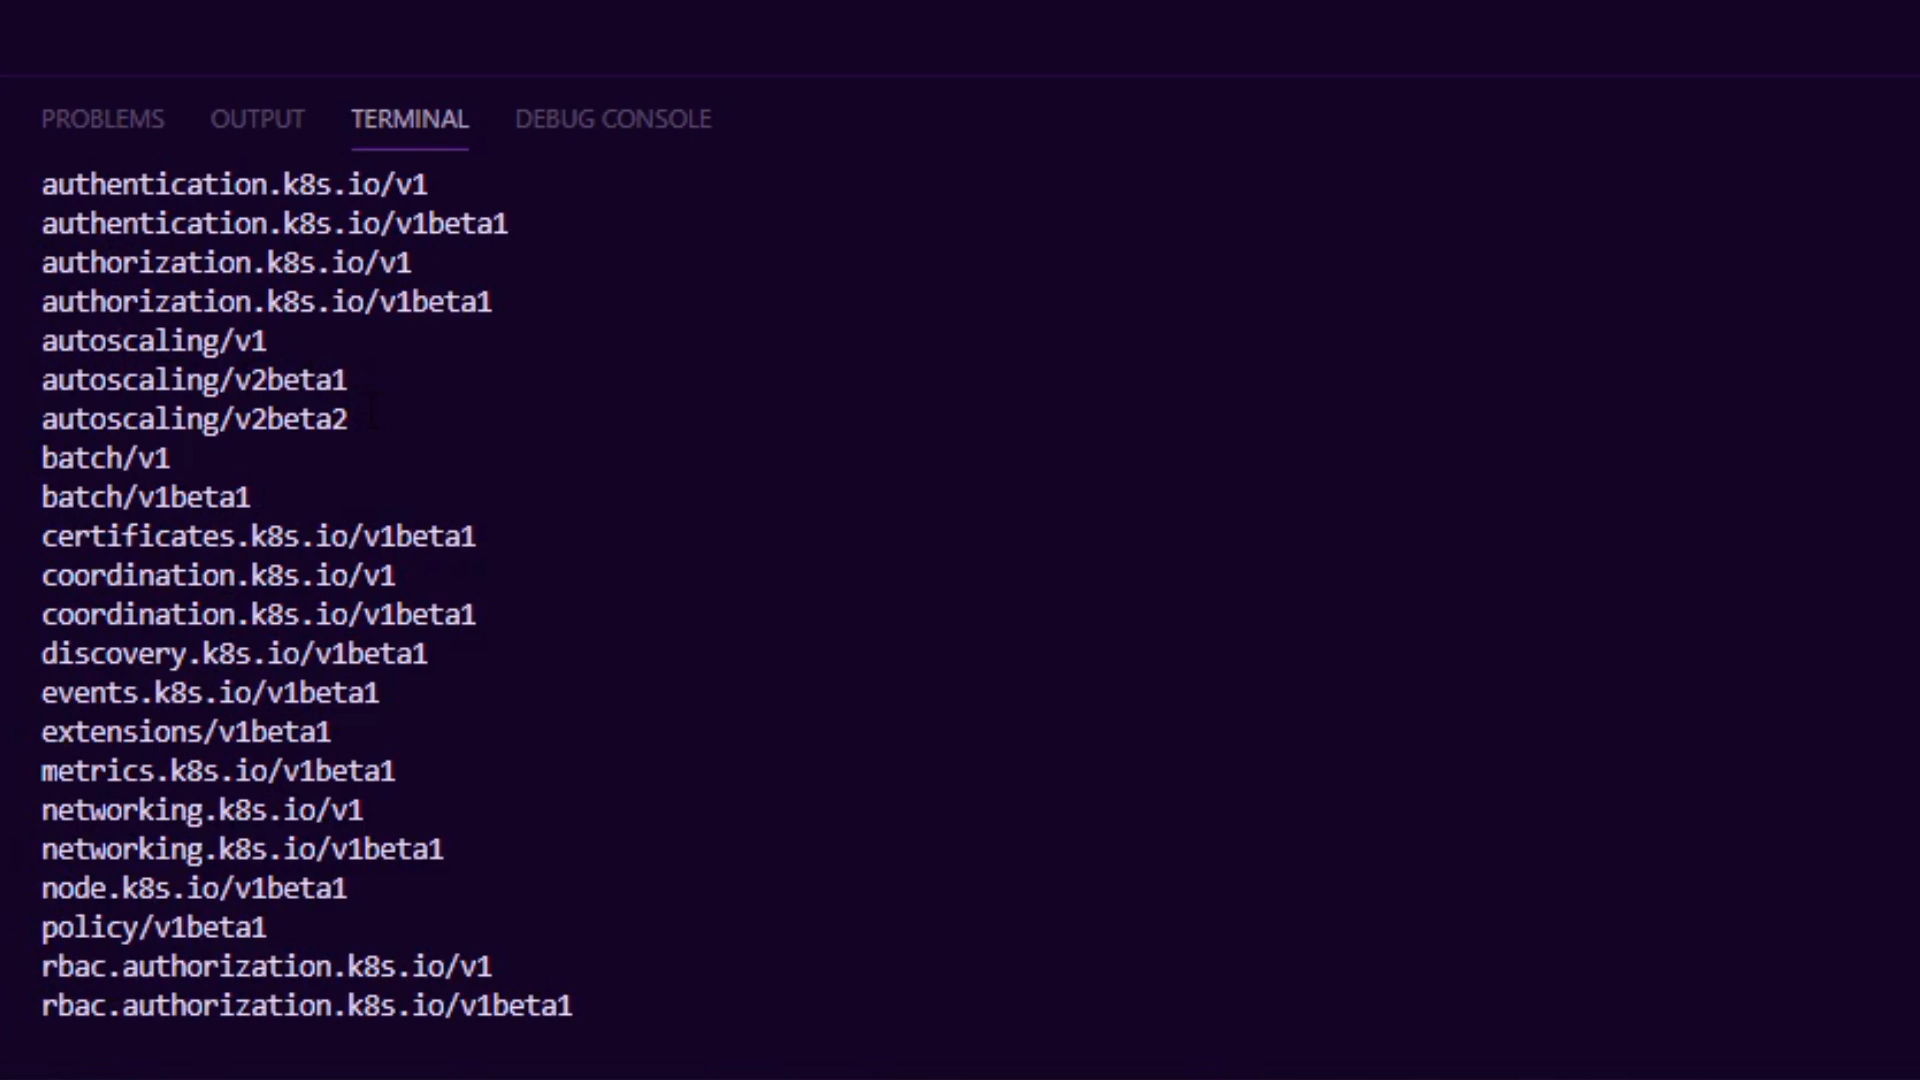 PROBLEMS OUTPUT TERMINAL DEBUG CONSOLE
authentication.k8s.io/v1
authentication.k8s.io/v1beta1
authorization.k8s.io/v1
authorization.k8s.io/v1beta1
autoscaling/v1
autoscaling/v2beta1
autoscaling/v2beta2
batch/v1
batch/v1beta1
certificates.k8s.io/v1beta1
coordination.k8s.io/v1
coordination.k8s.io/v1beta1
discovery.k8s.io/v1beta1
events.k8s.io/v1beta1
extensions/v1beta1
metrics.k8s.io/v1beta1
networking.k8s.io/v1
networking.k8s.io/v1beta1
node.k8s.io/v1beta1
policy/v1beta1
rbac.authorization.k8s.io/v1
rbac.authorization.k8s.io/v1beta1